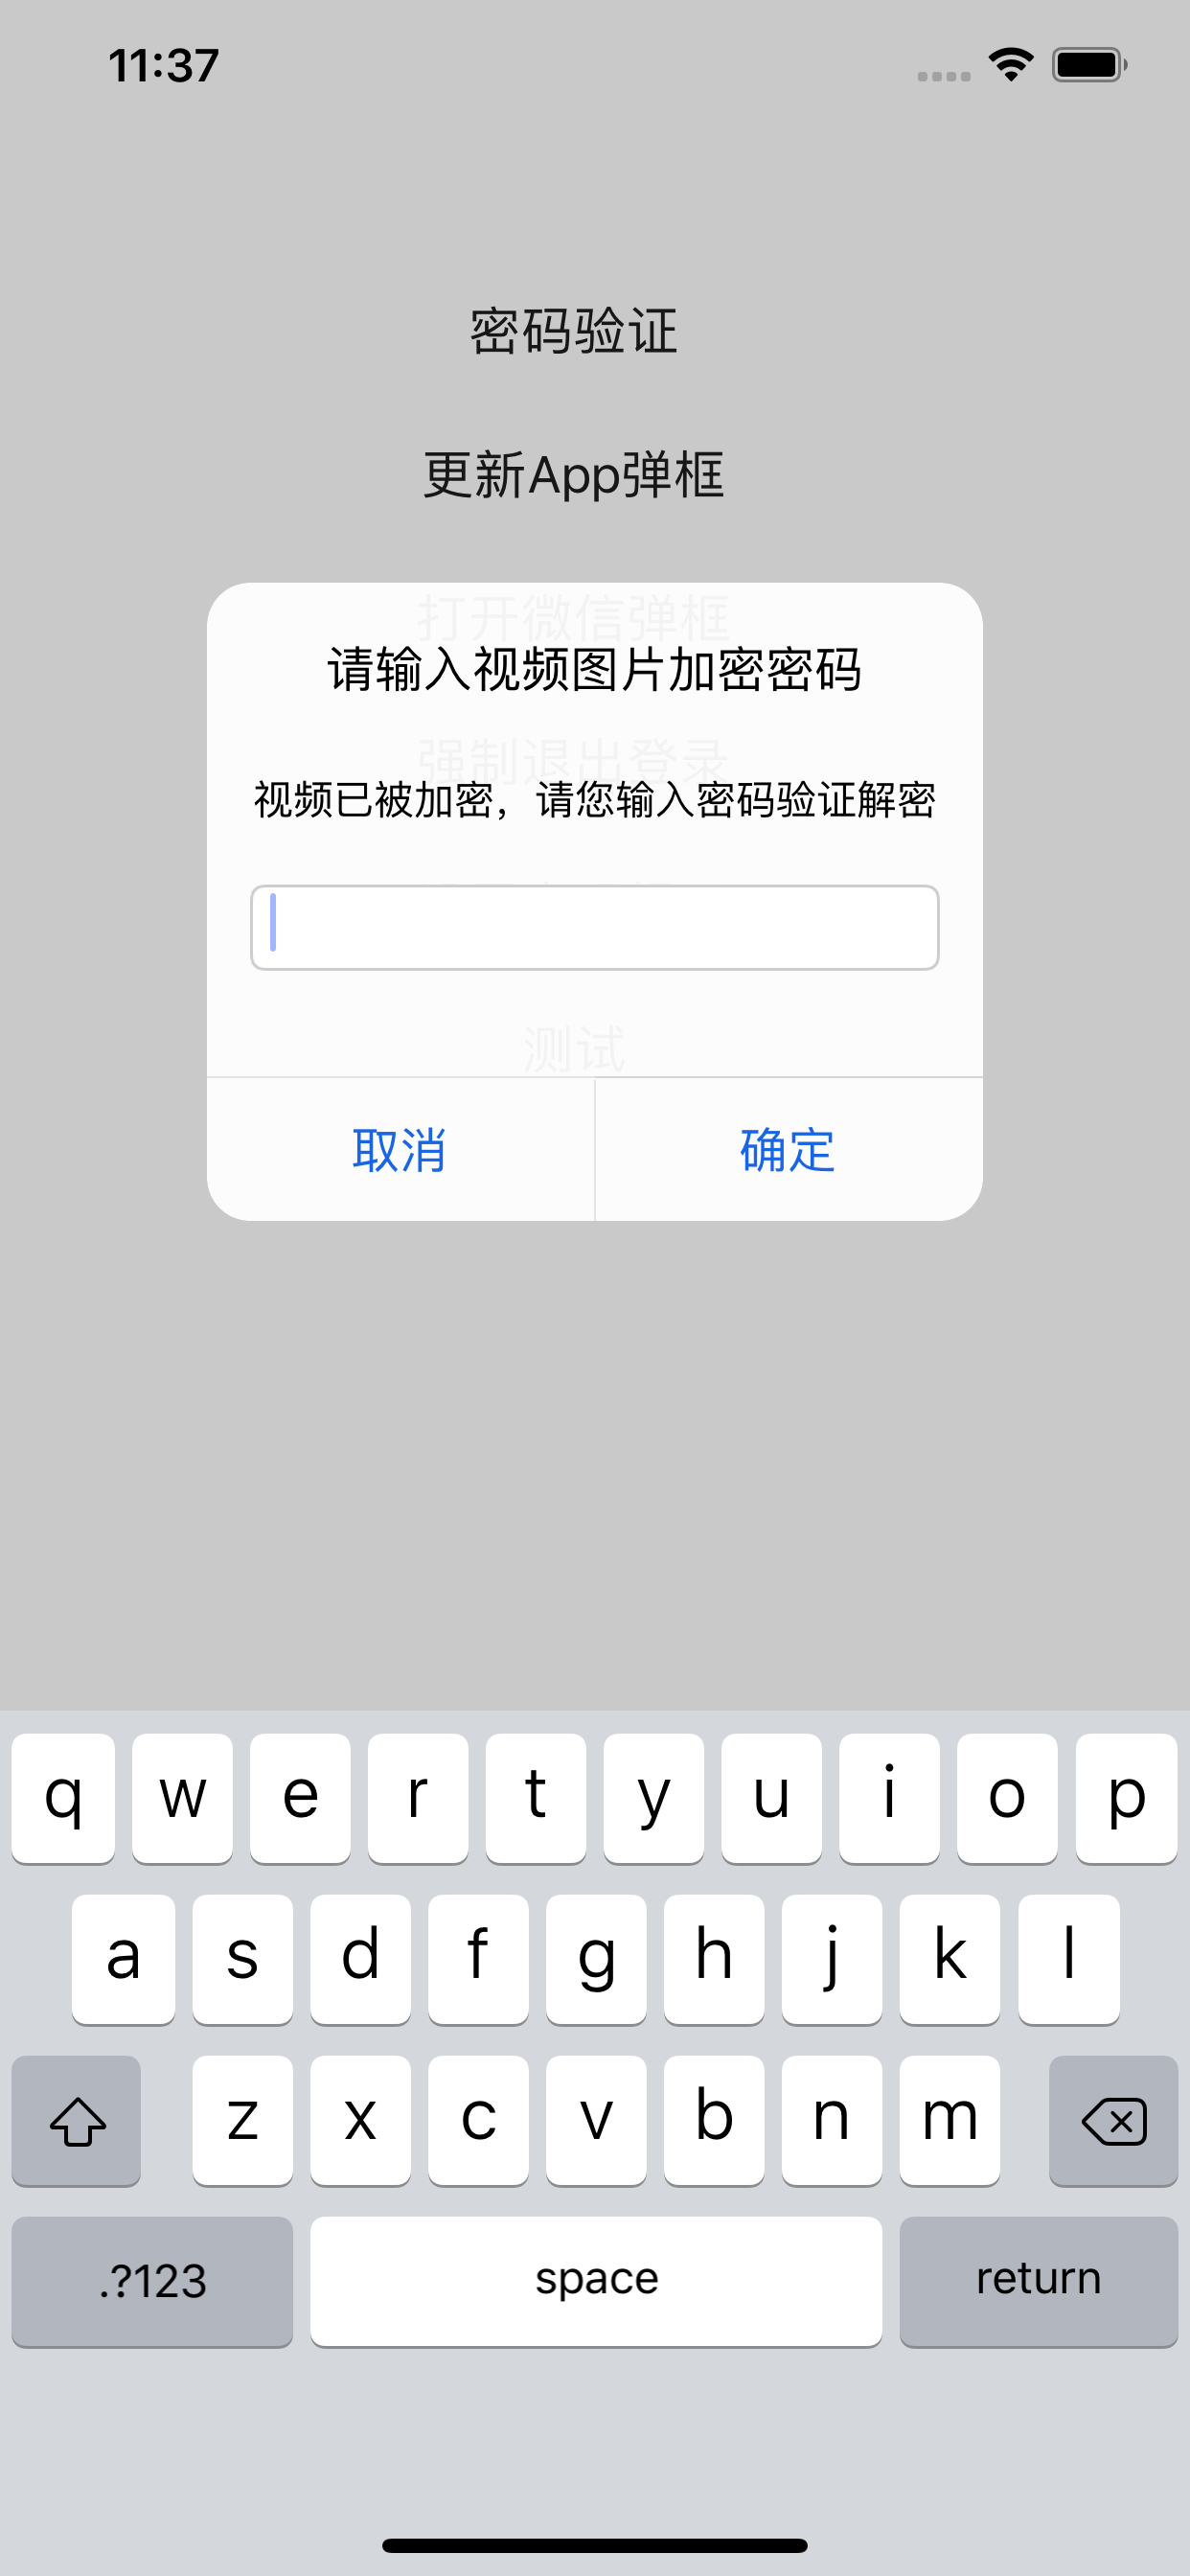 11:37
密码验证
更新App弹框
打开微信弹框
请输入视频图片加密密码
强制退出登录
视频已被加密，请您输入密码验证解密
测试
取消
确定
q w e r t y u i o p
a s d f g h j k l
z x c v b n m
.?123 space return